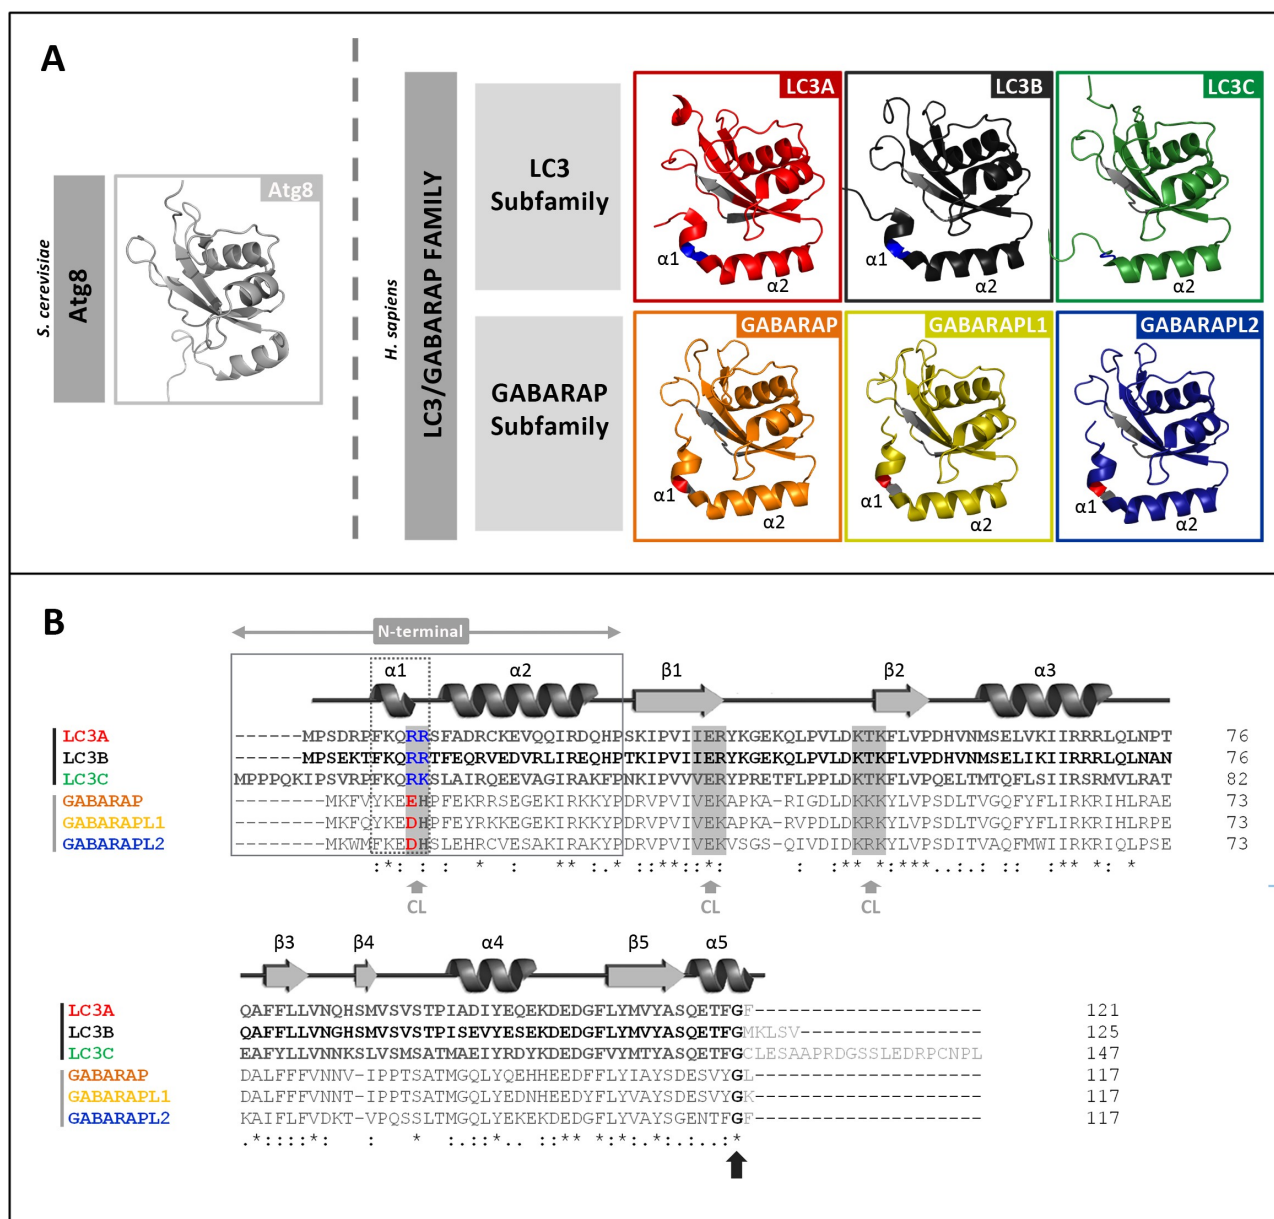 A
S. cerevisiae
Atg8
Atg8
H. sapiens
LC3/GABARAP FAMILY
LC3
Subfamily
GABARAP
Subfamily
LC3A
α1
α2
LC3B
α1
α2
LC3C
α2
GABARAP
α1
α2
GABARAPL1
α1
α2
GABARAPL2
α1
α2
B
N-terminal
α1 α2 β1 β2 α3
LC3A ------MPSDRPFKQRRSFADRCKEVQQIRDQHPSKIPVIIERYKGEKQLPVLDKTKFLVPDHVNMSELVKIIRRRLQLNPT 76
LC3B ------MPSEKTFKQRRTFEQRVEDVRLIREQHPTKIPVIIERYKGEKQLPVLDKTKFLVPDHVNMSELIKIIRRRLQLNAN 76
LC3C MPPPQKIPSVRPFKQRKSLAIRQEEVAGIRAKFPNKIPVVVERYPRETFLPPLDKTKFLVPQELTMTQFLSIIRSRMVLRAT 82
GABARAP --------MKFVYKEEHPFEKRRSEGEKIRKKYPDRVPVIVEKAPKA-RIGDLDKKKYLVPSDLTVGQFYFLIRKRIHLRAE 73
GABARAPL1 --------MKFQYKEDHPFEYRKKEGEKIRKKYPDRVPVIVEKAPKA-RVPDLDKRKYLVPSDLTVGQFYFLIRKRIHLRPE 73
GABARAPL2 --------MKWMFKEDHSLEHRCVESAKIRAKYPDRVPVIVEKVSGS-QIVDIDKRKYLVPSDITVAQFMWIIRKRIQLPSE 73
CL CL CL
β3 β4 α4 β5 α5
LC3A QAFFLLVNQHSMVSVSTPIADIYEQEKDEDGFLYMVYASQETFGF-------------------- 121
LC3B QAFFLLVNGHSMVSVSTPISEVYESEKDEDGFLYMVYASQETFGMKLSV---------------- 125
LC3C EAFYLLVNNKSLVSMSATMAEIYRDYKDEDGFVYMTYASQETFGCLESAAPRDGSSLEDRPCNPL 147
GABARAP DALFFFVNNV-IPPTSATMGQLYQEHHEEDFFLYIAYSDESVYGL-------------------- 117
GABARAPL1 DALFFFVNNT-IPPTSATMGQLYEDNHEEDYFLYVAYSDESVYGK-------------------- 117
GABARAPL2 KAIFLFVDKT-VPQSSLTMGQLYEKEKDEDGFLYVAYSGENTFGF-------------------- 117